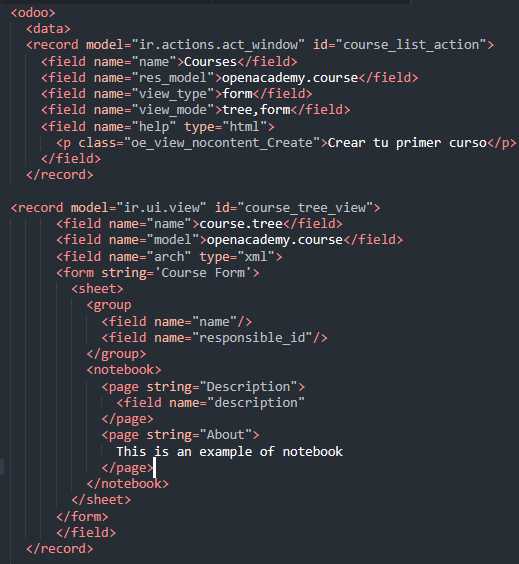 <odoo>
<data>
<record model="ir.actions.act_window" id="course_list_action">
<field name="name">Courses</field>
<field name="res_model">openacademy.course</field>
<field name="view_type">form</field>
<field name="view_mode">tree,form</field>
<field name="help" type="html">
<p class="oe_view_nocontent_Create">Crear tu primer curso</p>
</field>
</record>
<record model="ir.ui.view" id="course_tree_view">
<field name="name">course.tree</field>
<field name="model">openacademy.course</field>
<field name="arch" type="xml">
<form string='Course Form'>
<sheet>
<group
<field name="name"/>
<field name="responsible_id"/>
</group>
<notebook>
<page string="Description">
<field name="description"
</page>
<page string="About">
This is an example of notebook
</page>
</notebook>
</sheet>
</form>
</field>
</record>